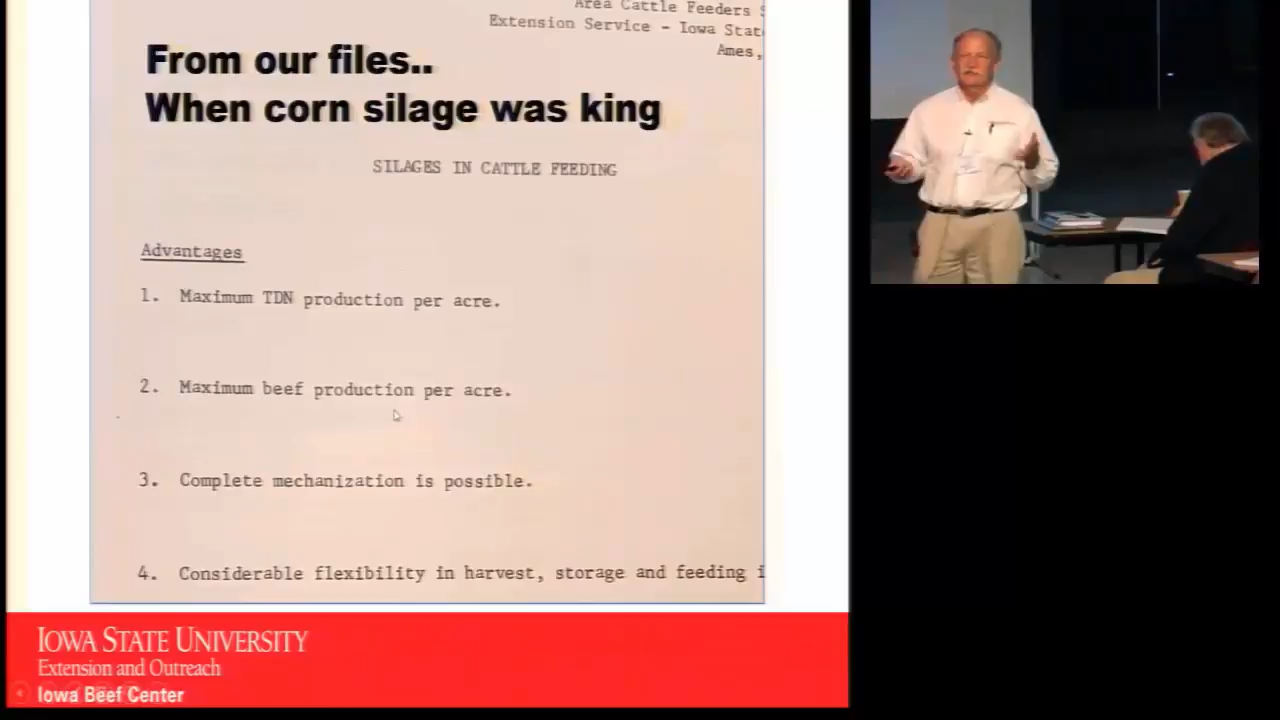 Area Cattle Feeders
Extension Service - Iowa Stat
Ames,
From our files..
When corn silage was king
SILAGES IN CATTLE FEEDING
Advantages
1. Maximum TDN production per acre.
2. Maximum beef production per acre.
3. Complete mechanization is possible.
4. Considerable flexibility in harvest, storage and feeding i
IOWA STATE UNIVERSITY
Extension and Outreach
Iowa Beef Center